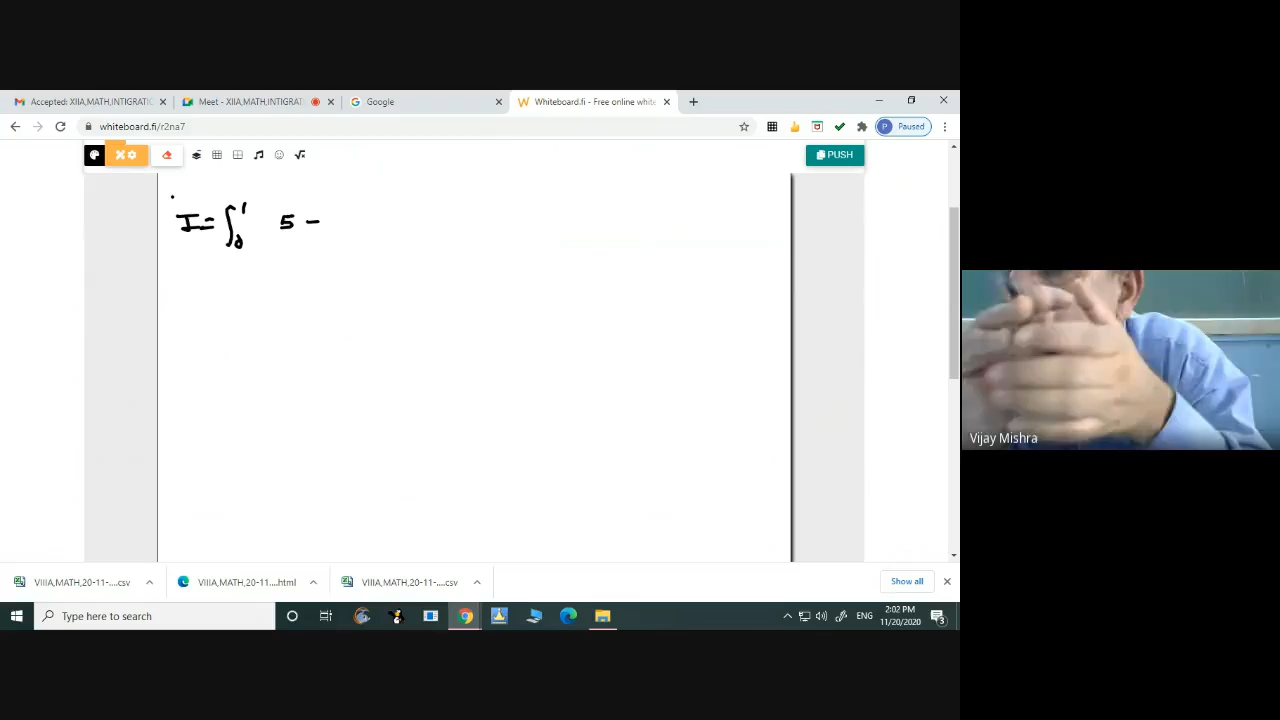 Accepted: XIIA,MATH,INTIGRATIC
Meet - XIIA,MATH,INTIGRATI
Google
Whiteboard.fi - Free online white
whiteboard.fi/r2na7
P Paused
PUSH
I = ∫₀¹ 5 –
Vijay Mishra
VIIIA,MATH,20-11-....csv
VIIIA,MATH,20-11....html
VIIIA,MATH,20-11-....csv
Show all
Type here to search
ENG
2:02 PM
11/20/2020
3